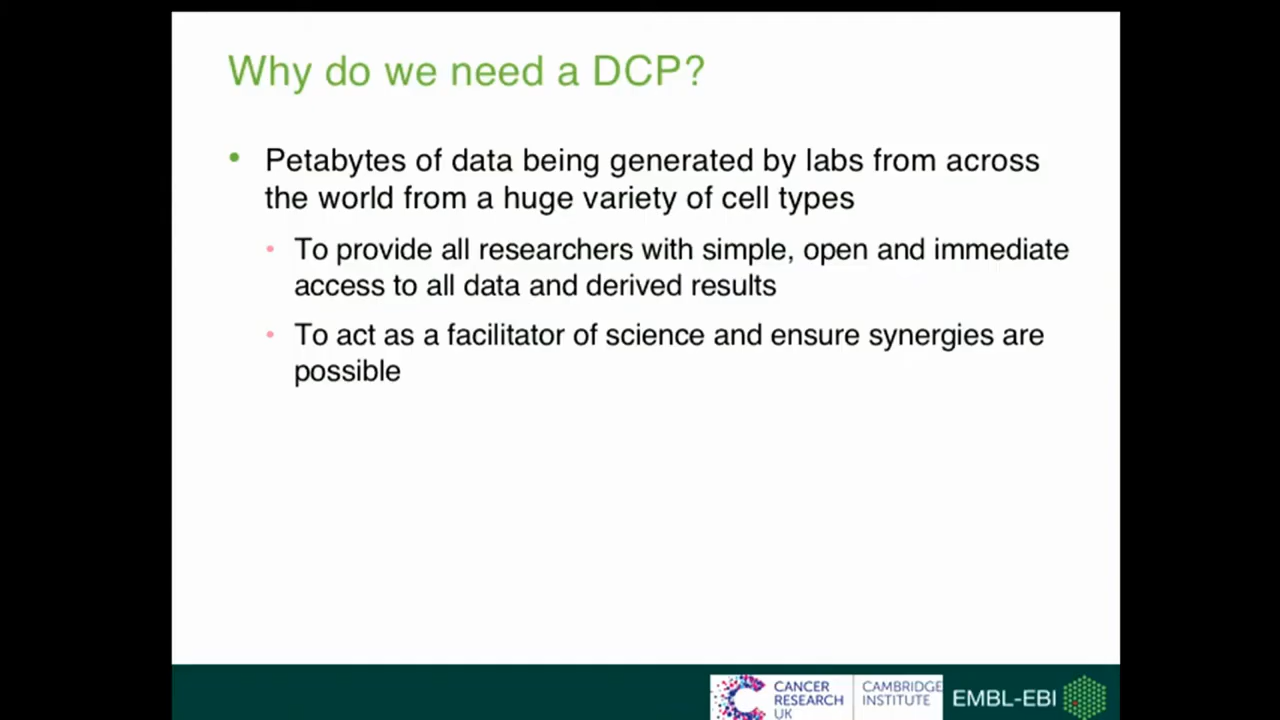 Why do we need a DCP?
• Petabytes of data being generated by labs from across
the world from a huge variety of cell types
• To provide all researchers with simple, open and immediate
access to all data and derived results
• To act as a facilitator of science and ensure synergies are
possible
CANCER
RESEARCH
UK
CAMBRIDGE
INSTITUTE
EMBL-EBI